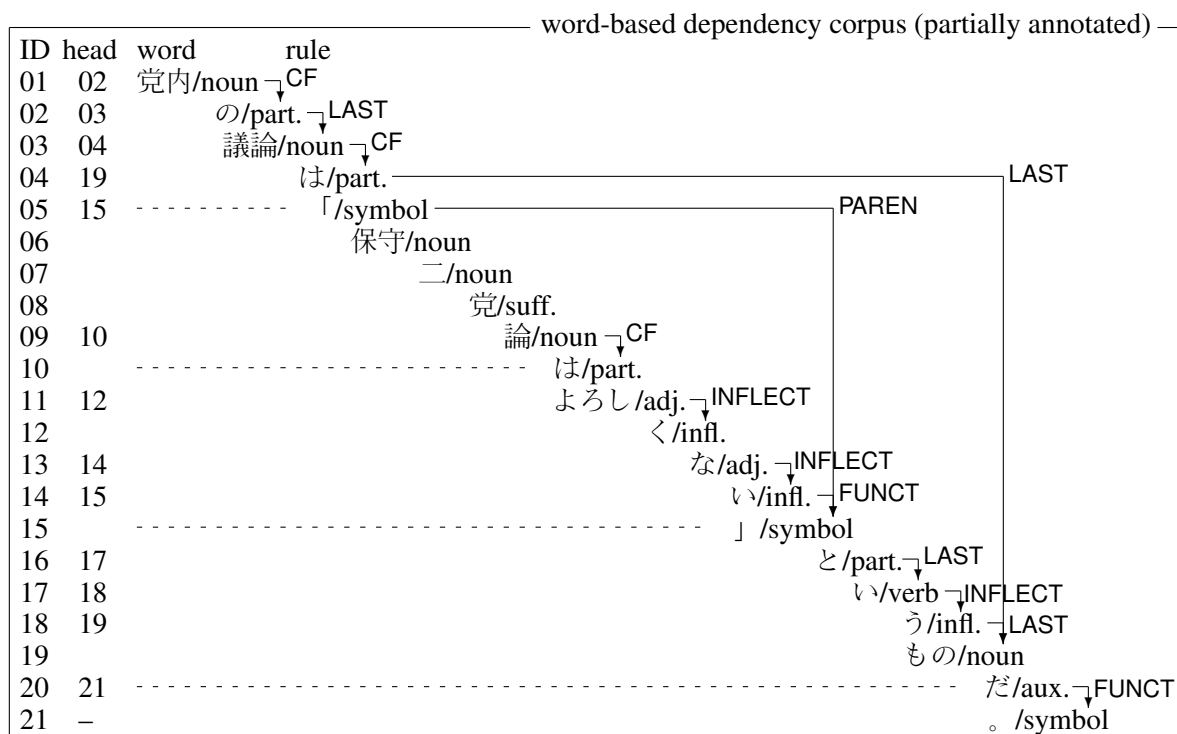 word-based dependency corpus (partially annotated)
ID head word rule
01 02 党内/noun CF
02 03 の/part. LAST
03 04 議論/noun CF
04 19 は/part. LAST
05 15 「/symbol PAREN
06 保守/noun
07 二/noun
08 党/suff.
09 10 論/noun CF
10 は/part.
11 12 よろし/adj. INFLECT
12 く/infl.
13 14 な/adj. INFLECT
14 15 い/infl. FUNCT
15 」/symbol
16 17 と/part. LAST
17 18 い/verb INFLECT
18 19 う/infl. LAST
19 もの/noun
20 21 だ/aux. FUNCT
21 – 。/symbol